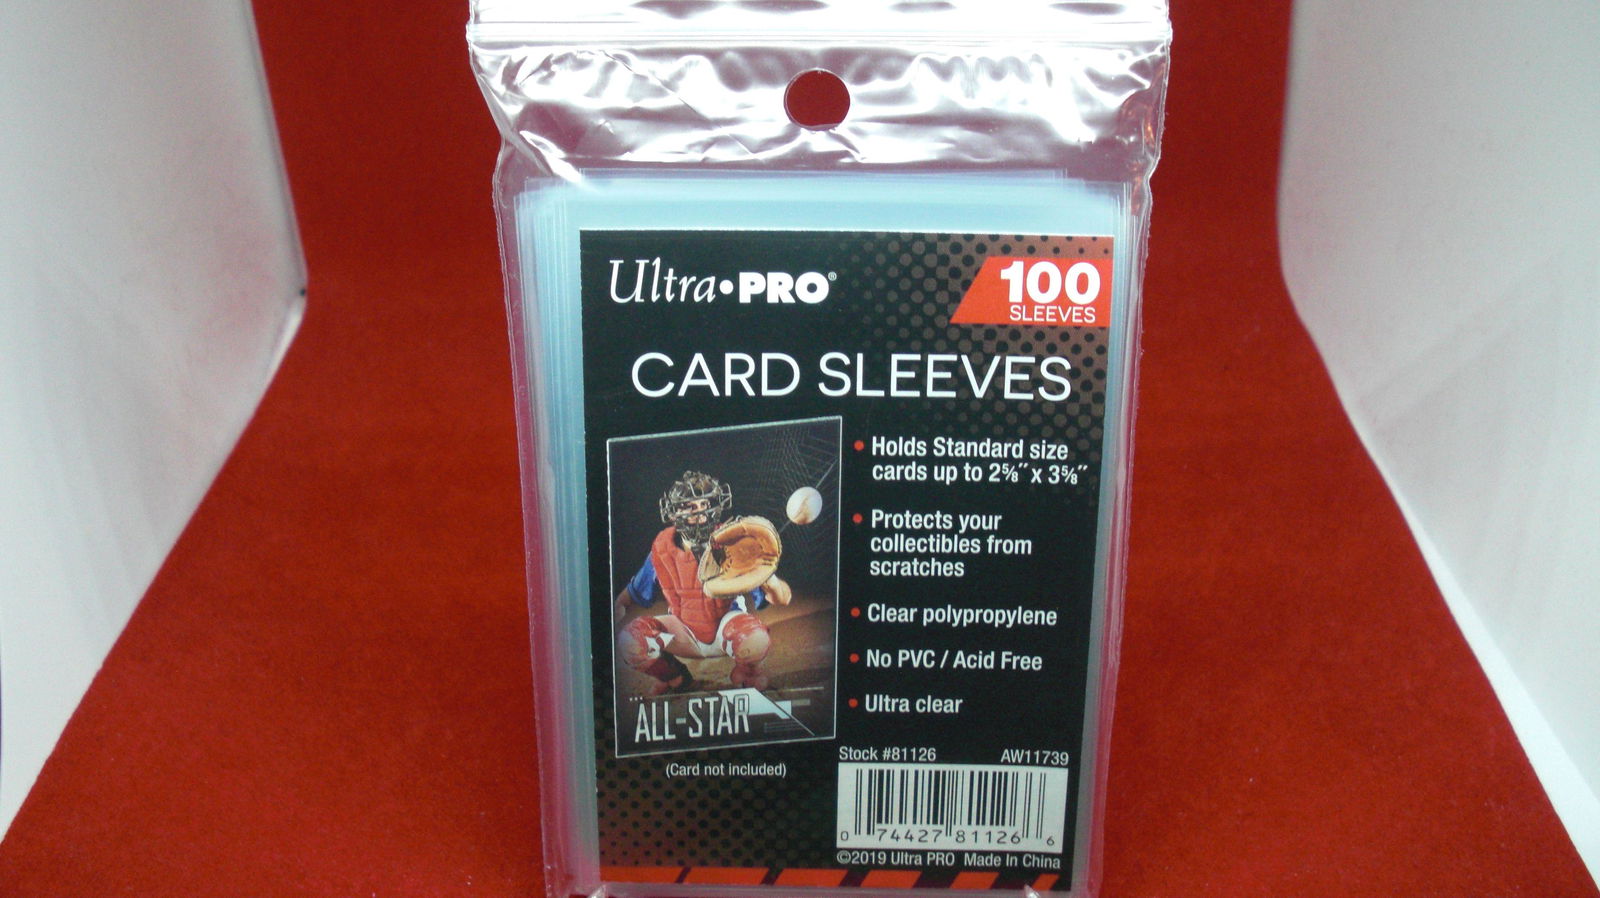 Ultra•PRO®
100
SLEEVES
CARD SLEEVES
• Holds Standard size
cards up to 2⅝" x 3⅝"
• Protects your
collectibles from
scratches
• Clear polypropylene
• No PVC / Acid Free
• Ultra clear
ALL-STAR
(Card not included)
Stock #81126 AW11739
0 74427 81126 6
©2019 Ultra PRO Made In China